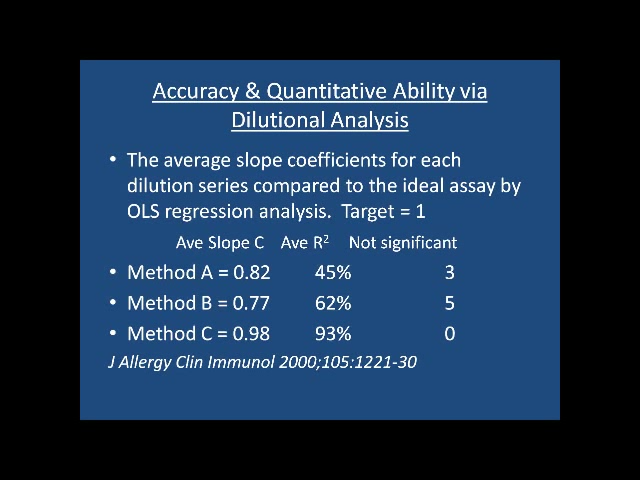 Accuracy & Quantitative Ability via
Dilutional Analysis
• The average slope coefficients for each
dilution series compared to the ideal assay by
OLS regression analysis.  Target = 1
Ave Slope C Ave R² Not significant
• Method A = 0.82 45% 3
• Method B = 0.77 62% 5
• Method C = 0.98 93% 0
J Allergy Clin Immunol 2000;105:1221-30